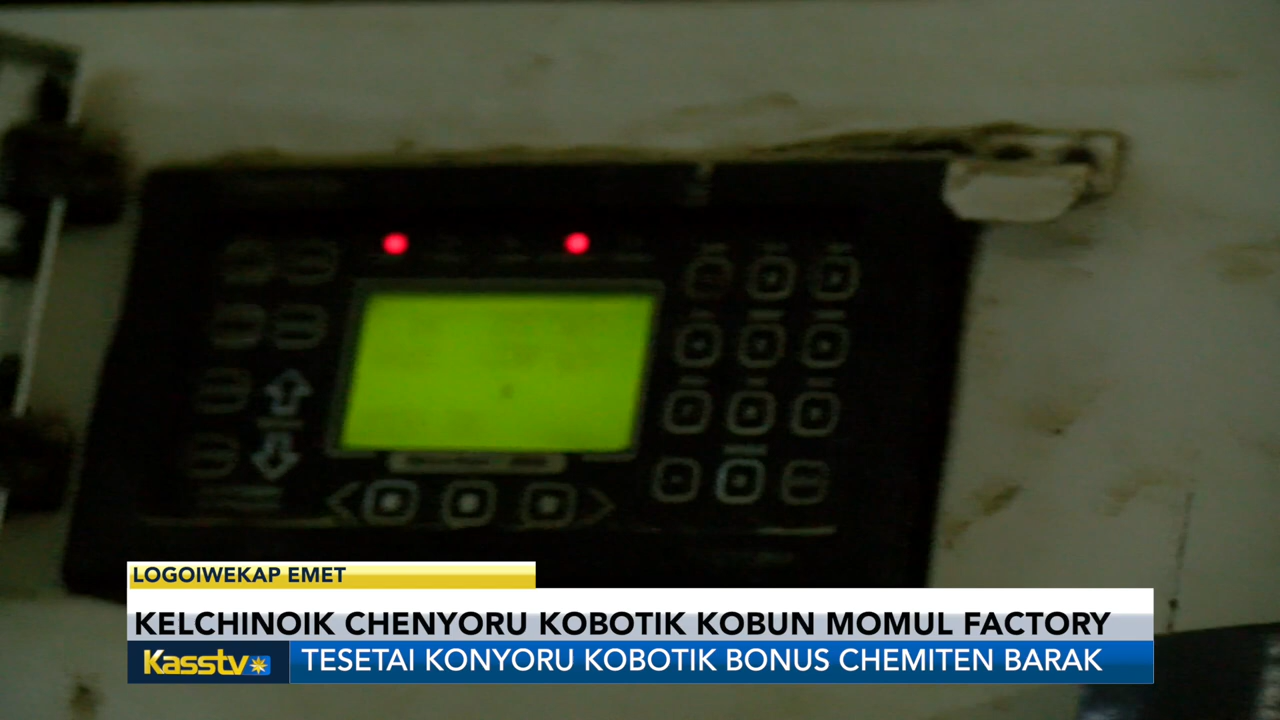 LOGOIWEKAP EMET
KELCHINOIK CHENYORU KOBOTIK KOBUN MOMUL FACTORY
Kasstv
TESETAI KONYORU KOBOTIK BONUS CHEMITEN BARAK